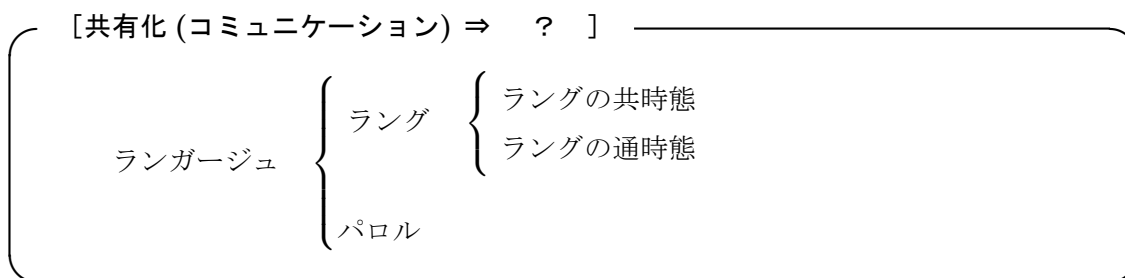 [共有化 (コミュニケーション) ⇒ ? ]
ラングの共時態
ラング
ラングの通時態
ランガージュ
パロル